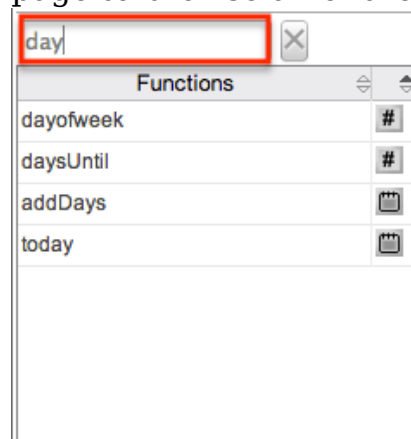 day
Functions
dayofweek #
daysUntil #
addDays
today